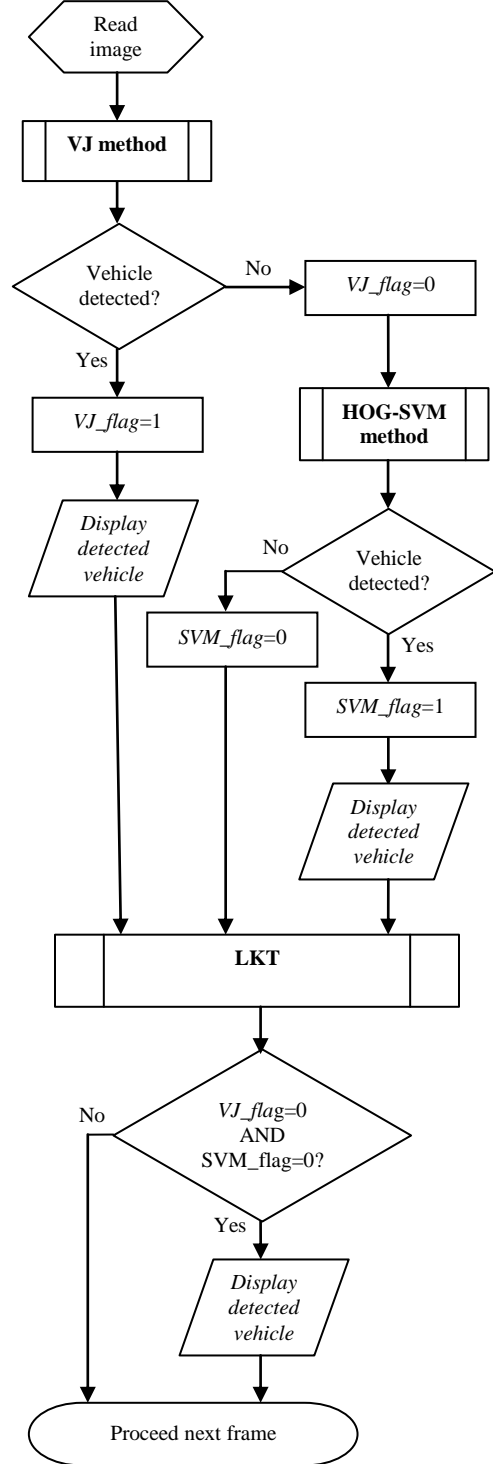 Read
image
VJ method
Vehicle
detected?
No
VJ_flag=0
Yes
VJ_flag=1
HOG-SVM
method
Display
detected
vehicle
No
Vehicle
detected?
SVM_flag=0
Yes
SVM_flag=1
Display
detected
vehicle
LKT
No
VJ_flag=0
AND
SVM_flag=0?
Yes
Display
detected
vehicle
Proceed next frame